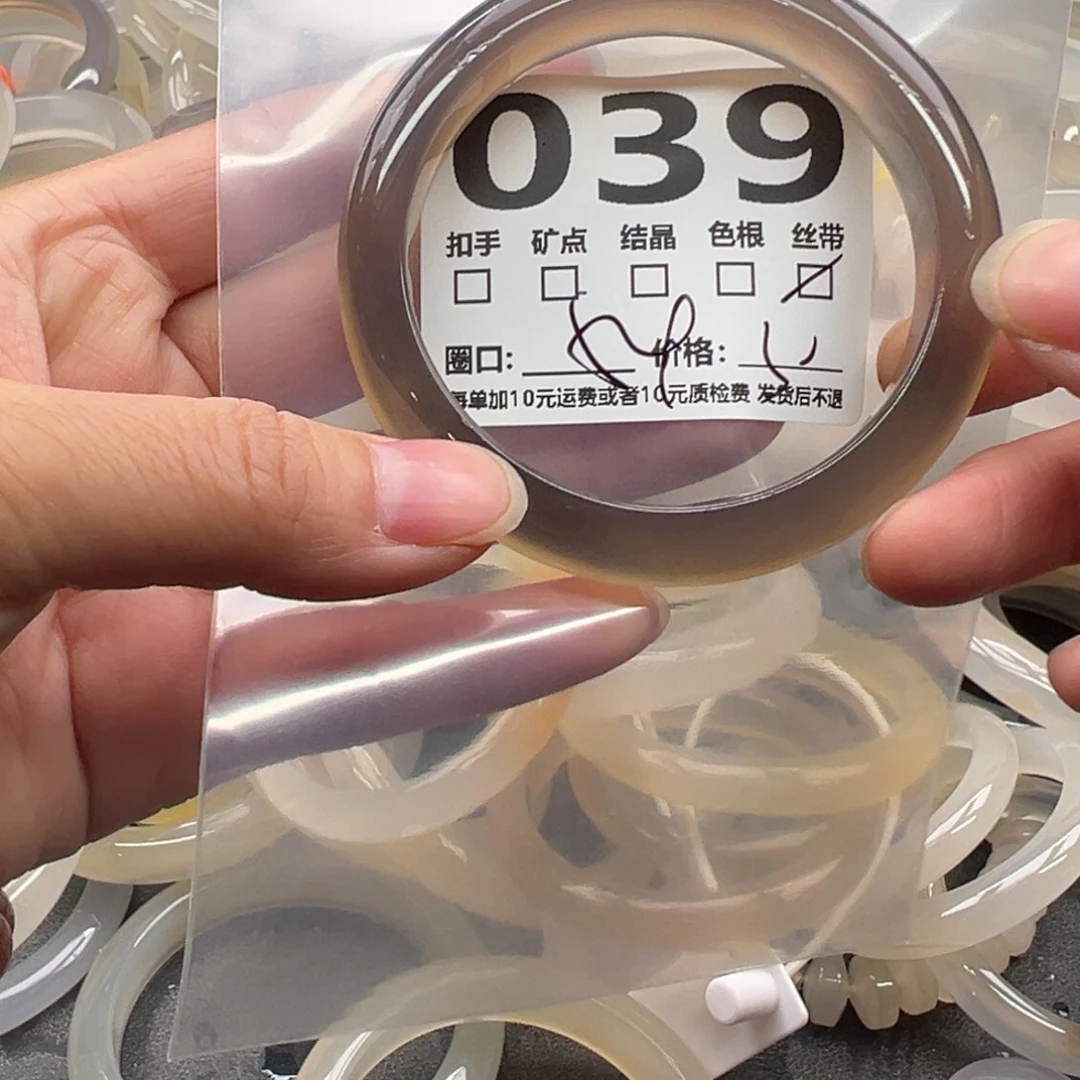 039
扣手 矿点 结晶 色根 丝带
圈口: 价格:
每单加10元运费或者10元质检费 发货后不退